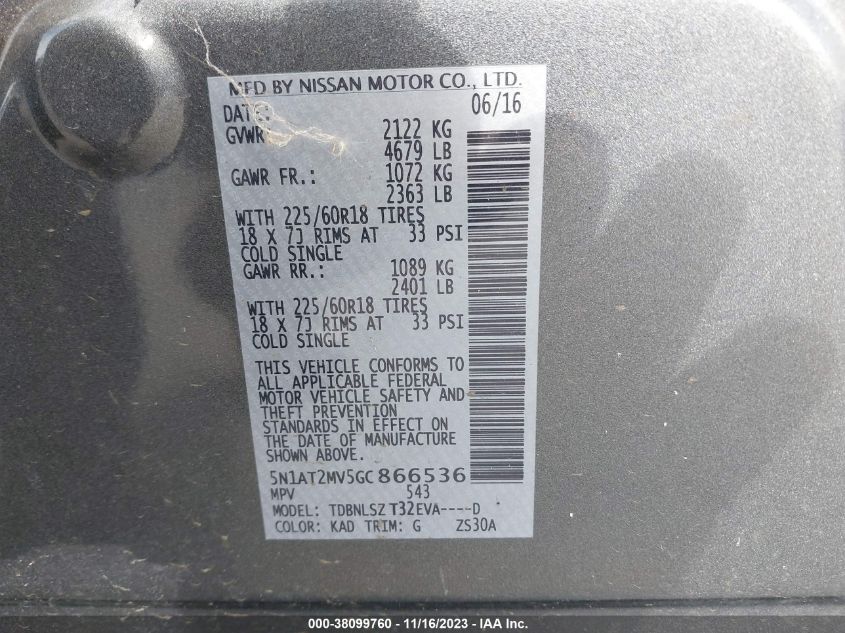 MFD BY NISSAN MOTOR CO., LTD.
DATE: 06/16
GVWR: 2122 KG
4679 LB
GAWR FR.: 1072 KG
2363 LB
WITH 225/60R18 TIRES
18 X 7J RIMS AT 33 PSI
COLD SINGLE
GAWR RR.: 1089 KG
2401 LB
WITH 225/60R18 TIRES
18 X 7J RIMS AT 33 PSI
COLD SINGLE
THIS VEHICLE CONFORMS TO
ALL APPLICABLE FEDERAL
MOTOR VEHICLE SAFETY AND
THEFT PREVENTION
STANDARDS IN EFFECT ON
THE DATE OF MANUFACTURE
SHOWN ABOVE.
5N1AT2MV5GC866536
MPV 543
MODEL: TDBNLSZ T32EVA----D
COLOR: KAD TRIM: G ZS30A
000-38099760 - 11/16/2023 - IAA Inc.